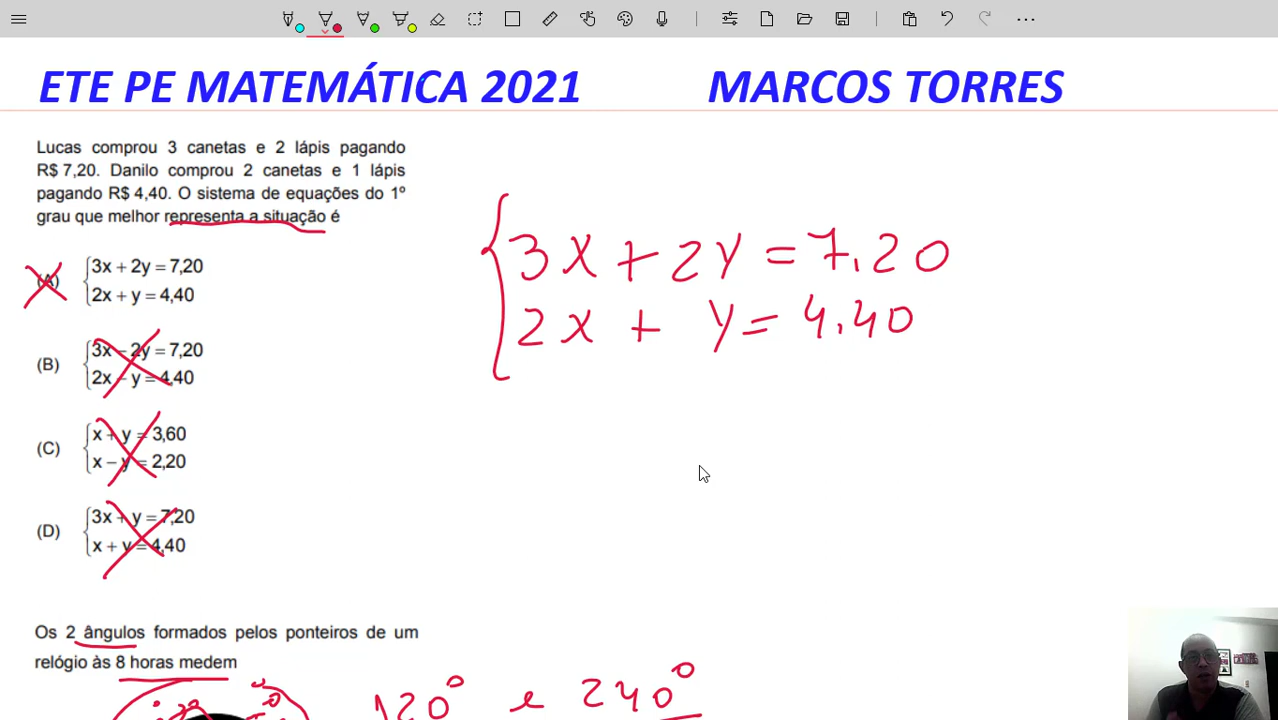 ETE PE MATEMÁTICA 2021 MARCOS TORRES
Lucas comprou 3 canetas e 2 lápis pagando
R$ 7,20. Danilo comprou 2 canetas e 1 lápis
pagando R$ 4,40. O sistema de equações do 1º
grau que melhor representa a situação é
(A) 3x + 2y = 7,20
2x + y = 4,40
(B) 3x − 2y = 7,20
2x − y = 4,40
(C) x + y = 3,60
x − y = 2,20
(D) 3x + y = 7,20
x + y = 4,40
3X + 2Y = 7,20
2X + Y = 4,40
Os 2 ângulos formados pelos ponteiros de um
relógio às 8 horas medem
120° e 240°